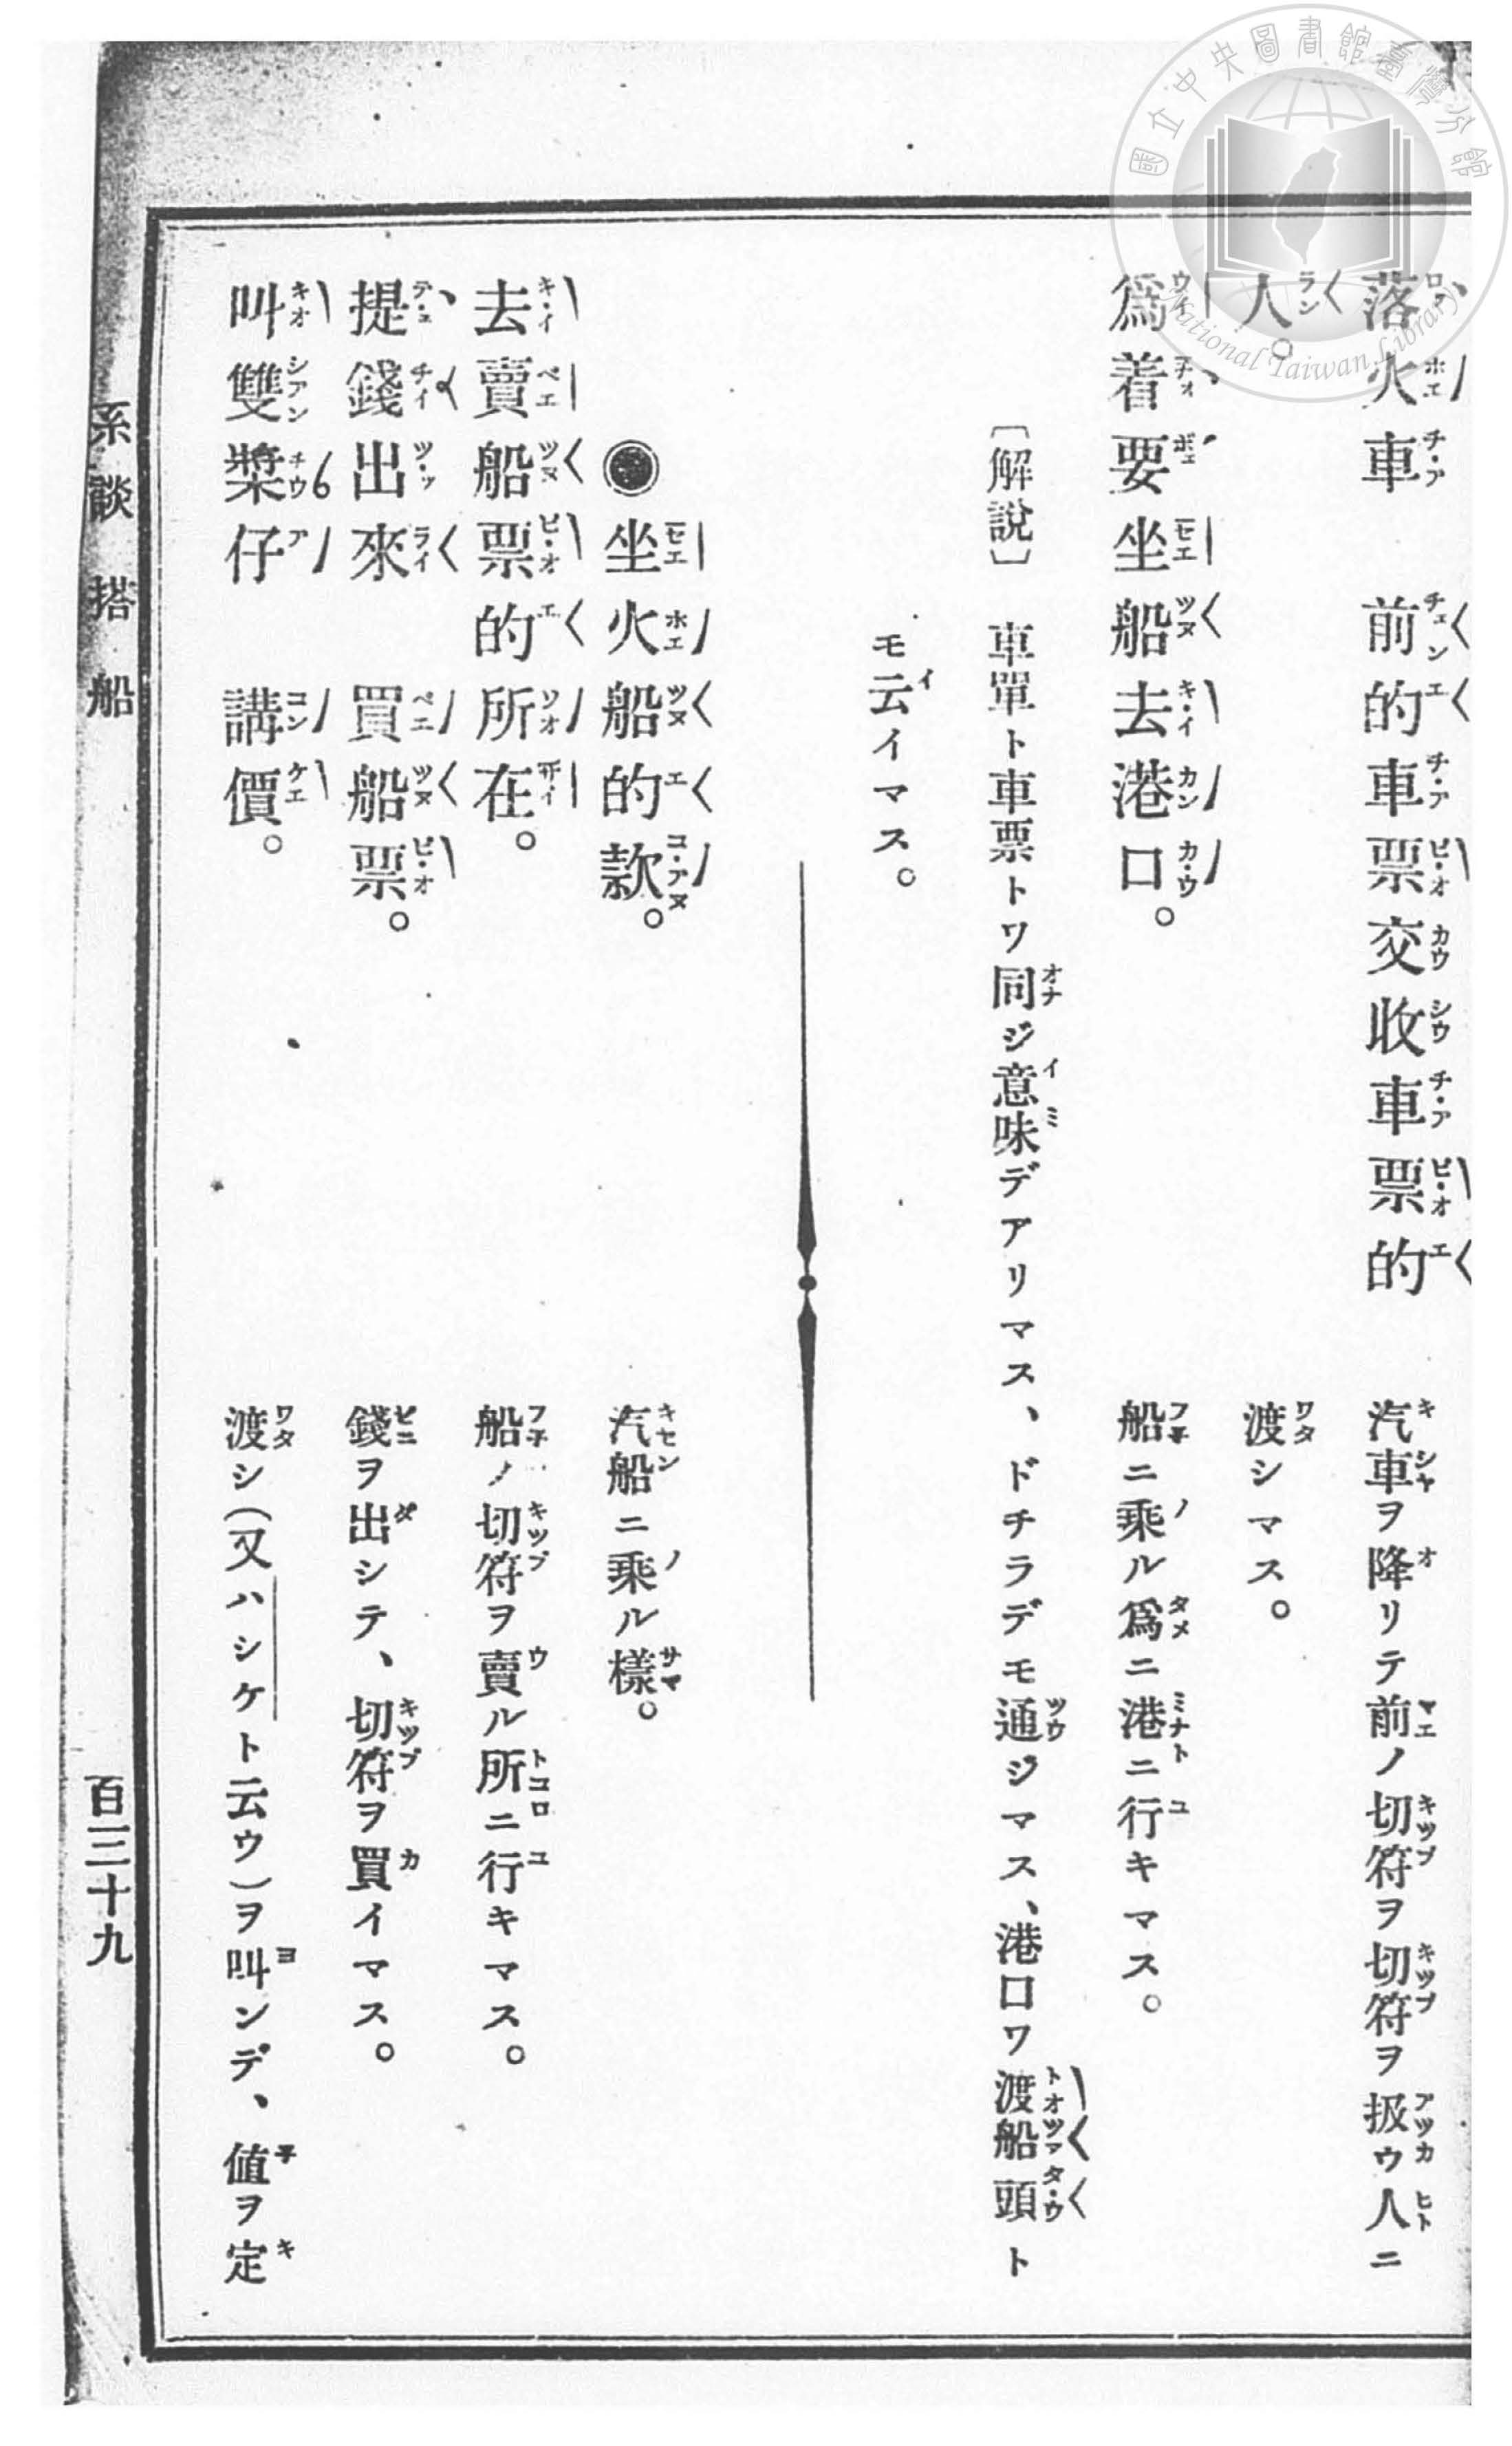 落火車 前的車票交收車票的
汽車ヲ降リテ前ノ切符ヲ切符ヲ扱ウ人ニ
人。
渡シマス。
爲着要坐船去港口。
船ニ乘ル爲ニ港ニ行キマス。
〔解說〕 車單ト車票トワ同ジ意味デアリマス、ドチラデモ通ジマス、港口ワ渡船頭ト
モ云イマス。
◉坐火船的款。
汽船ニ乘ル樣。
去賣船票的所在。
船ノ切符ヲ賣ル所ニ行キマス。
提錢出來 買船票。
錢ヲ出シテ、切符ヲ買イマス。
叫雙槳仔 講價。
渡シ(又ハシケト云ウ)ヲ叫ンデ、値ヲ定
談 搭船
百三十九
國立中央圖書館臺灣分館
National Taiwan Library